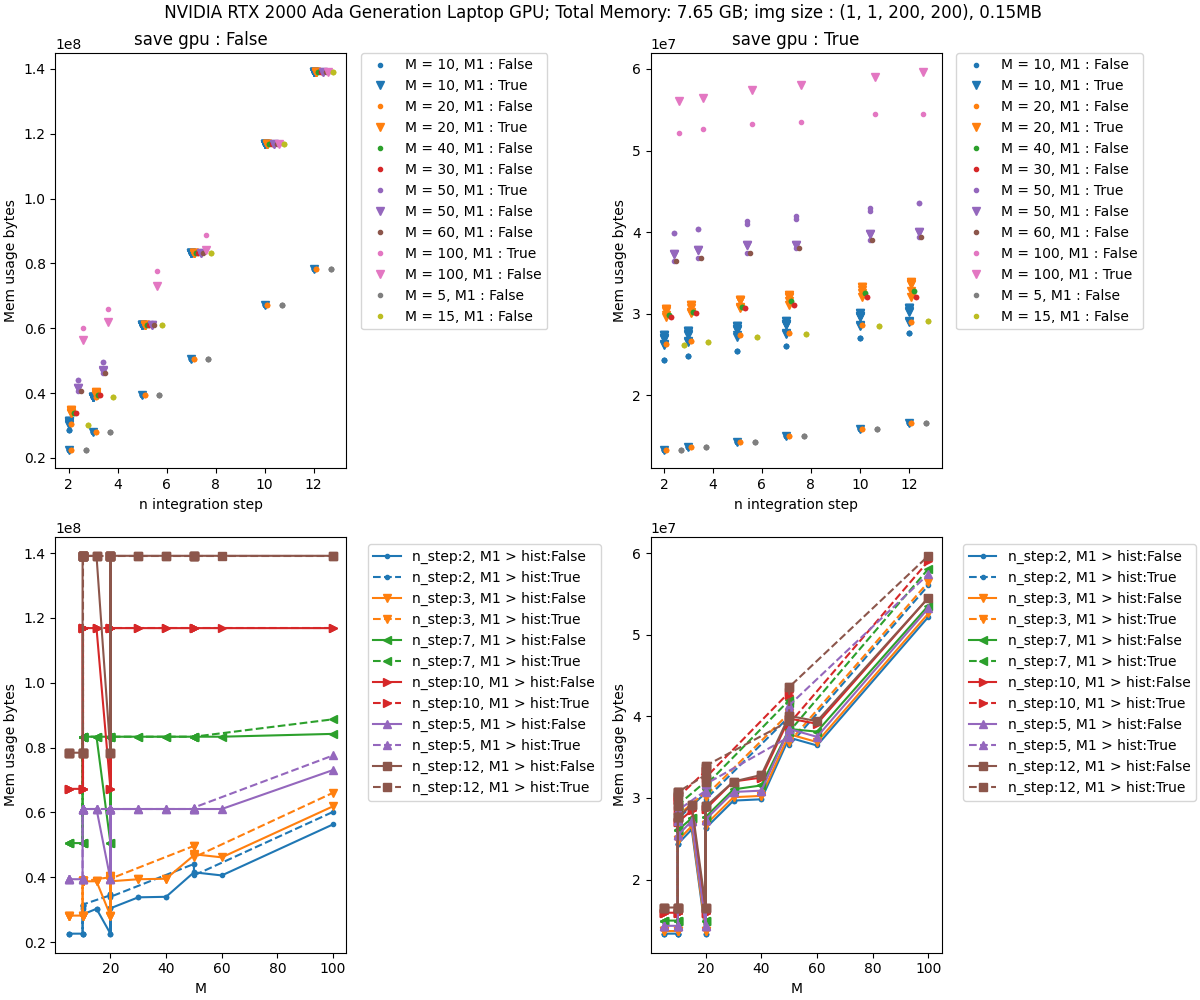 NVIDIA RTX 2000 Ada Generation Laptop GPU; Total Memory: 7.65 GB; img size : (1, 1, 200, 200), 0.15MB
save gpu : False
1e8
1.4
1.2
1.0
0.8
0.6
0.4
0.2
Mem usage bytes
2
4
6
8
10
12
n integration step
M = 10, M1 : False
M = 10, M1 : True
M = 20, M1 : False
M = 20, M1 : True
M = 40, M1 : False
M = 30, M1 : False
M = 50, M1 : True
M = 50, M1 : False
M = 60, M1 : False
M = 100, M1 : True
M = 100, M1 : False
M = 5, M1 : False
M = 15, M1 : False
save gpu : True
1e7
6
5
4
3
2
Mem usage bytes
2
4
6
8
10
12
n integration step
M = 10, M1 : False
M = 10, M1 : True
M = 20, M1 : False
M = 20, M1 : True
M = 40, M1 : False
M = 30, M1 : False
M = 50, M1 : True
M = 50, M1 : False
M = 60, M1 : False
M = 100, M1 : False
M = 100, M1 : True
M = 5, M1 : False
M = 15, M1 : False
1e8
1.4
1.2
1.0
0.8
0.6
0.4
0.2
Mem usage bytes
20
40
60
80
100
M
n_step:2, M1 > hist:False
n_step:2, M1 > hist:True
n_step:3, M1 > hist:False
n_step:3, M1 > hist:True
n_step:7, M1 > hist:False
n_step:7, M1 > hist:True
n_step:10, M1 > hist:False
n_step:10, M1 > hist:True
n_step:5, M1 > hist:False
n_step:5, M1 > hist:True
n_step:12, M1 > hist:False
n_step:12, M1 > hist:True
1e7
6
5
4
3
2
Mem usage bytes
20
40
60
80
100
M
n_step:2, M1 > hist:False
n_step:2, M1 > hist:True
n_step:3, M1 > hist:False
n_step:3, M1 > hist:True
n_step:7, M1 > hist:False
n_step:7, M1 > hist:True
n_step:10, M1 > hist:False
n_step:10, M1 > hist:True
n_step:5, M1 > hist:False
n_step:5, M1 > hist:True
n_step:12, M1 > hist:False
n_step:12, M1 > hist:True